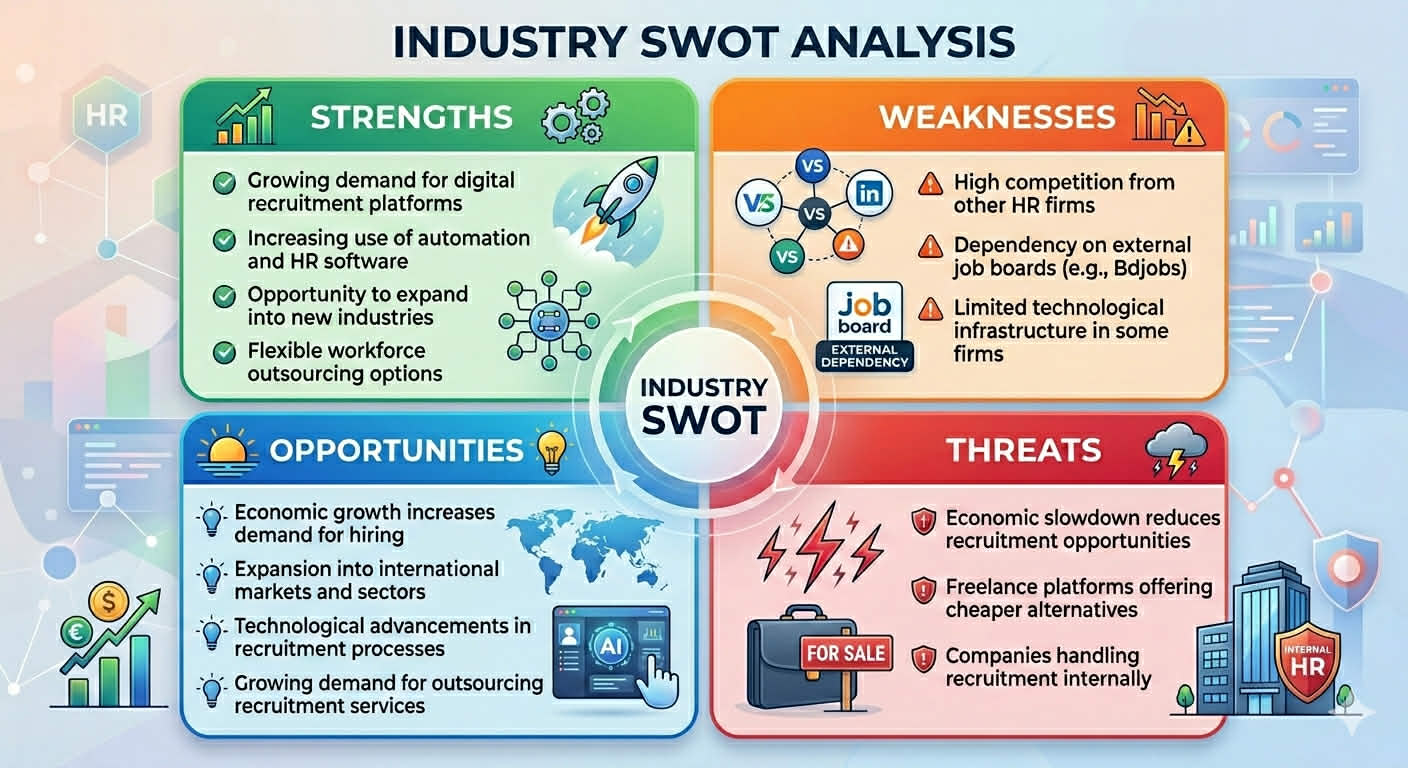 INDUSTRY SWOT ANALYSIS
HR
STRENGTHS
Growing demand for digital
recruitment platforms
Increasing use of automation
and HR software
Opportunity to expand
into new industries
Flexible workforce
outsourcing options
WEAKNESSES
VS
VS
in
VS
VS
job
board
EXTERNAL
DEPENDENCY
High competition from
other HR firms
Dependency on external
job boards (e.g., Bdjobs)
Limited technological
infrastructure in some
firms
INDUSTRY
SWOT
OPPORTUNITIES
Economic growth increases
demand for hiring
Expansion into international
markets and sectors
Technological advancements in
recruitment processes
Growing demand for outsourcing
recruitment services
$
€
AI
THREATS
Economic slowdown reduces
recruitment opportunities
Freelance platforms offering
cheaper alternatives
Companies handling
recruitment internally
FOR SALE
INTERNAL
HR